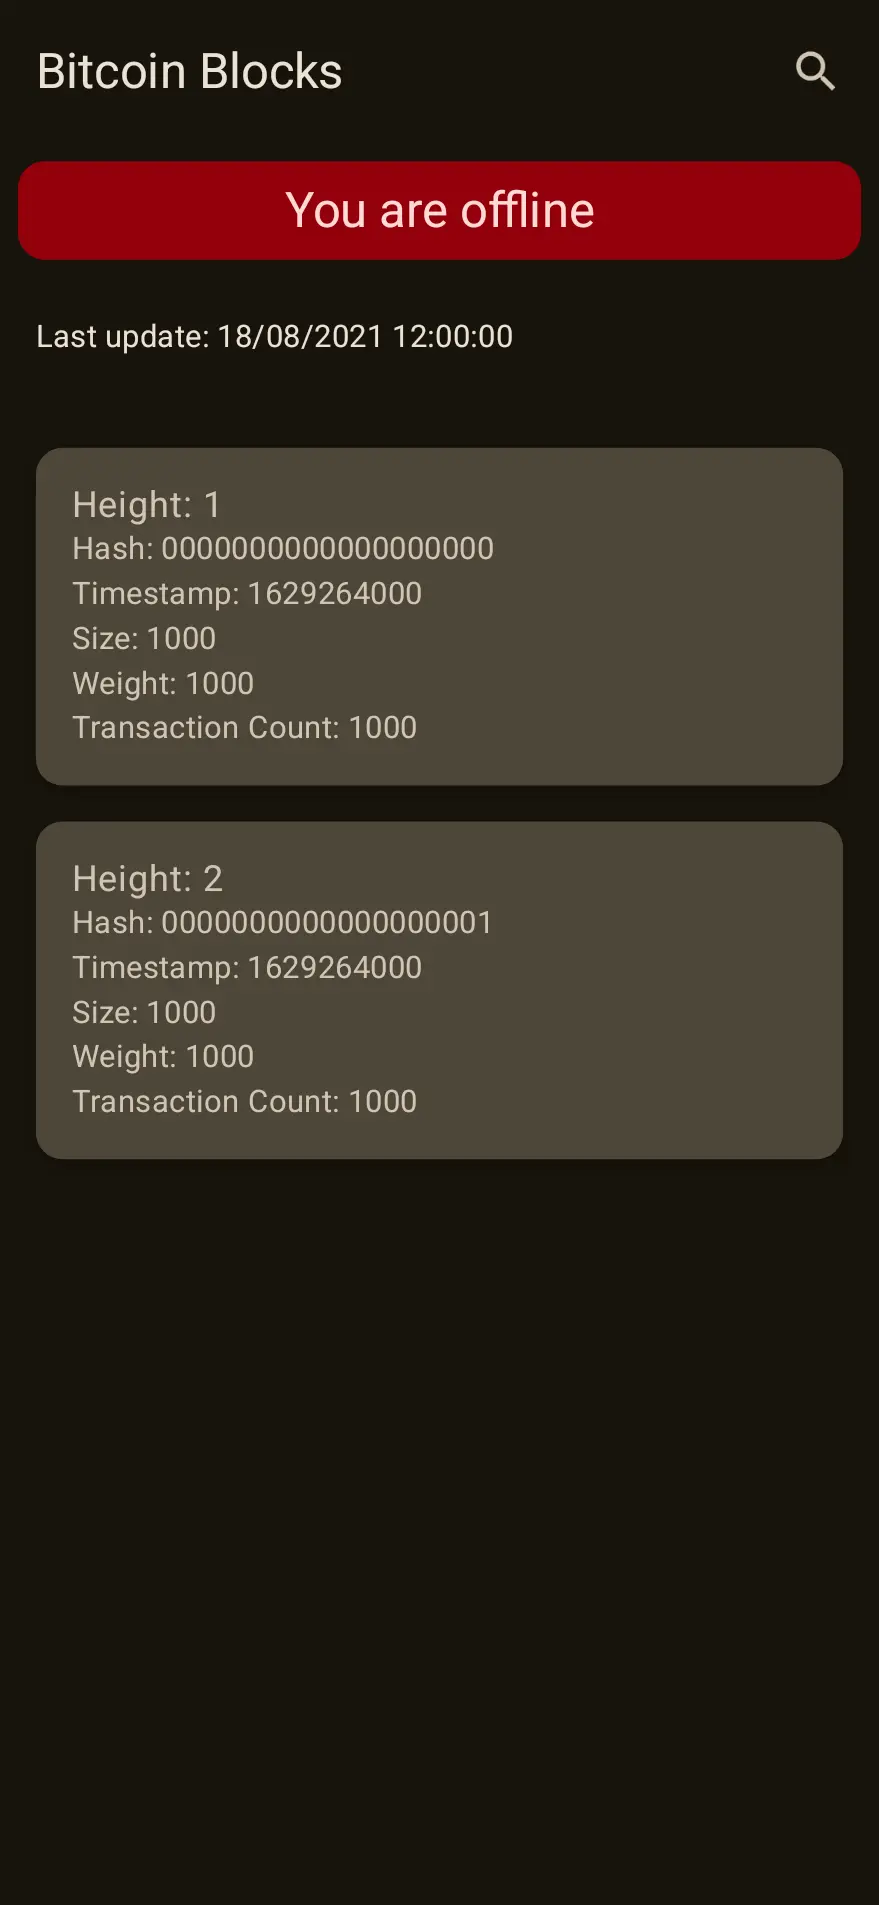 Bitcoin Blocks
You are offline
Last update: 18/08/2021 12:00:00
Height: 1
Hash: 0000000000000000000
Timestamp: 1629264000
Size: 1000
Weight: 1000
Transaction Count: 1000
Height: 2
Hash: 0000000000000000001
Timestamp: 1629264000
Size: 1000
Weight: 1000
Transaction Count: 1000